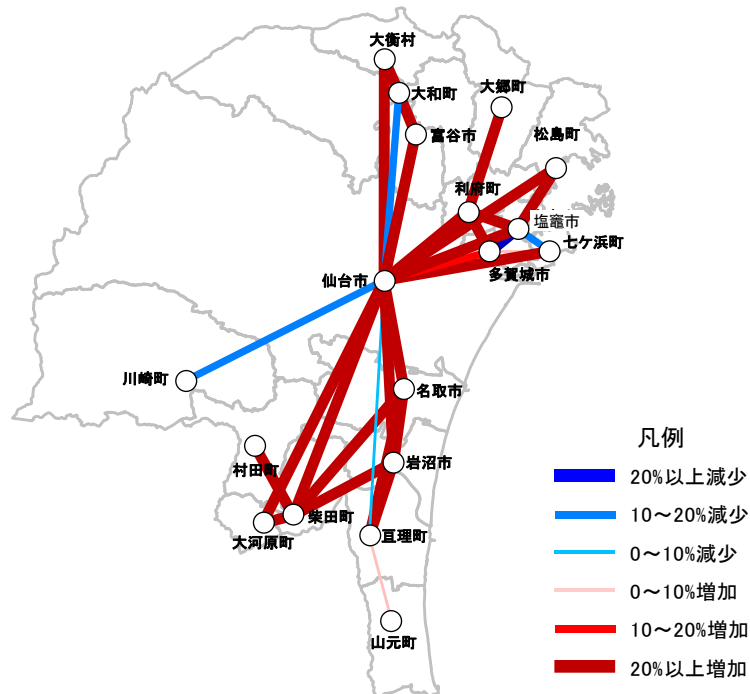 大衡村
大和町
大郷町
富谷市
松島町
利府町
塩竈市
七ケ浜町
多賀城市
仙台市
川崎町
名取市
村田町
岩沼市
柴田町
大河原町
亘理町
山元町
凡例
20%以上減少
10～20%減少
0～10%減少
0～10%増加
10～20%増加
20%以上増加